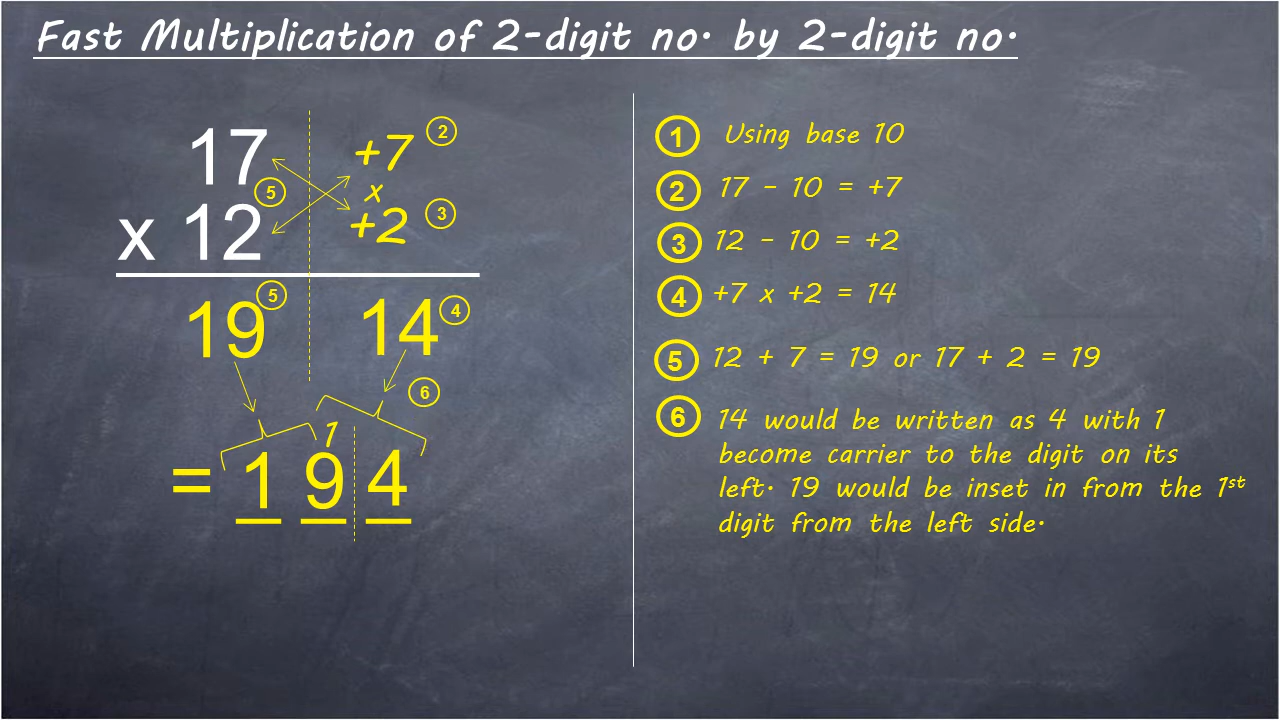 Fast Multiplication of 2-digit no. by 2-digit no.
17 +7 2
5 x
x 12 +2 3
19 5 14 4
6
1
= 1 9 4
1 Using base 10
2 17 - 10 = +7
3 12 - 10 = +2
4 +7 x +2 = 14
5 12 + 7 = 19 or 17 + 2 = 19
6 14 would be written as 4 with 1
become carrier to the digit on its
left. 19 would be inset in from the 1st
digit from the left side.